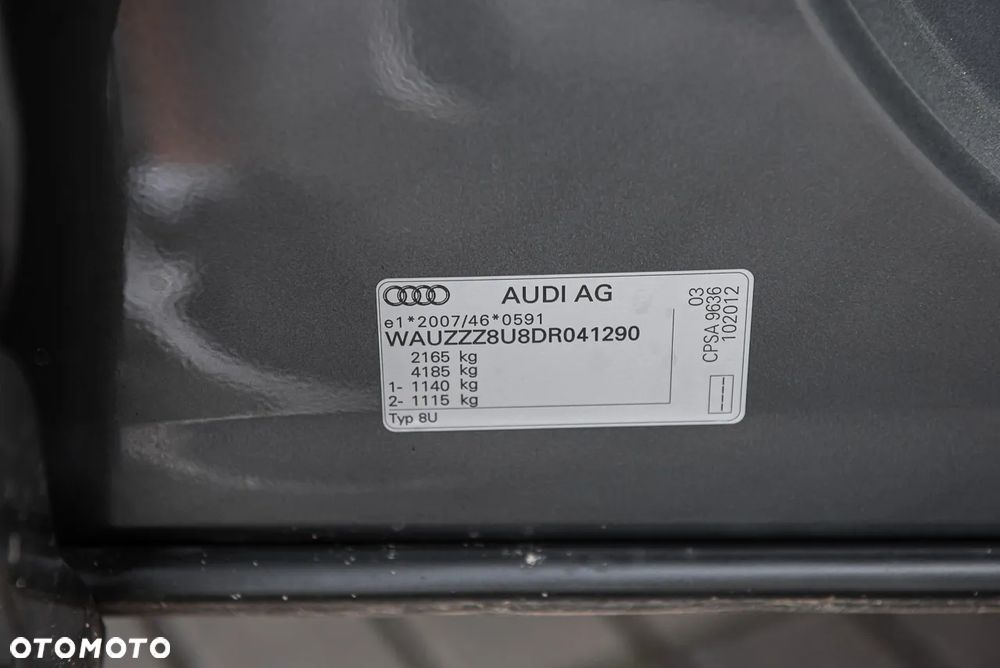 AUDI AG
e1*2007/46*0591
WAUZZZ8U8DR041290
2165 kg
4185 kg
1- 1140 kg
2- 1115 kg
Typ 8U
03
CPSA 9636
102012
OTOMOTO